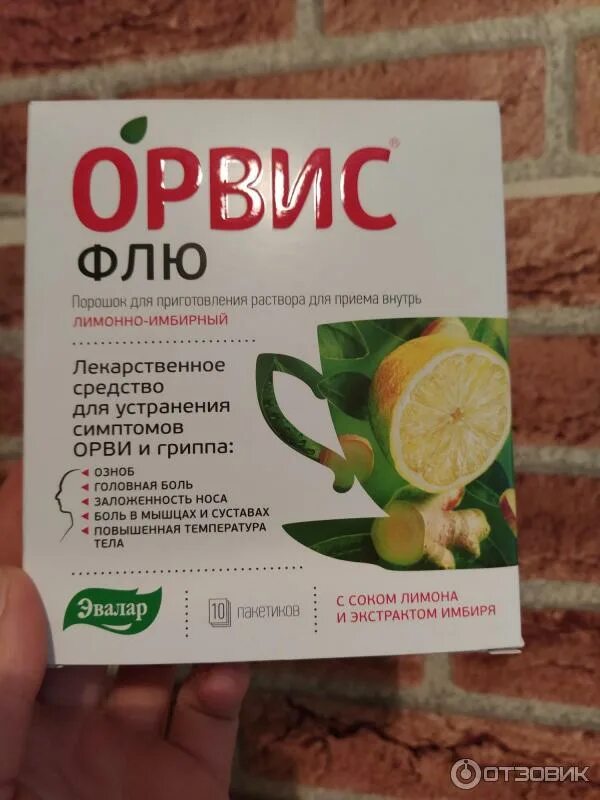 ОРВИС®
ФЛЮ
Порошок для приготовления раствора для приема внутрь
ЛИМОННО-ИМБИРНЫЙ
Лекарственное
средство
для устранения
симптомов
ОРВИ и гриппа:
ОЗНОБ
ГОЛОВНАЯ БОЛЬ
ЗАЛОЖЕННОСТЬ НОСА
БОЛЬ В МЫШЦАХ И СУСТАВАХ
ПОВЫШЕННАЯ ТЕМПЕРАТУРА
ТЕЛА
Эвалар
10 пакетиков
С СОКОМ ЛИМОНА
И ЭКСТРАКТОМ ИМБИРЯ
ОТЗОВИК